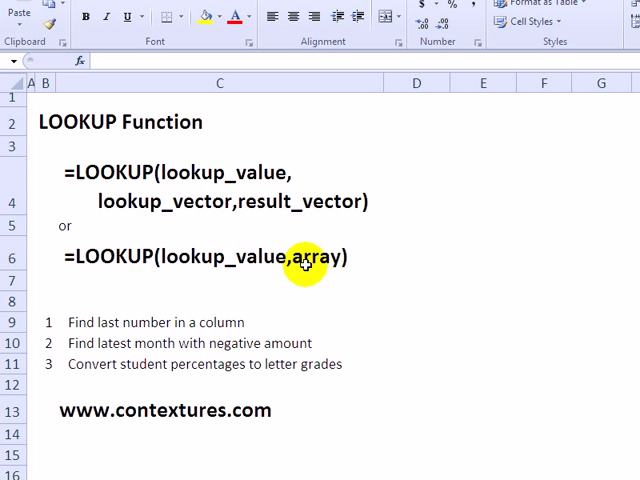 Paste
B I U A $ % ,
Format as Table
Cell Styles
Clipboard Font Alignment Number Styles
fx
A B C D E F G
1
2 LOOKUP Function
3
=LOOKUP(lookup_value,
4 lookup_vector,result_vector)
5 or
6 =LOOKUP(lookup_value,array)
7
8
9 1 Find last number in a column
10 2 Find latest month with negative amount
11 3 Convert student percentages to letter grades
12
13 www.contextures.com
14
15
16